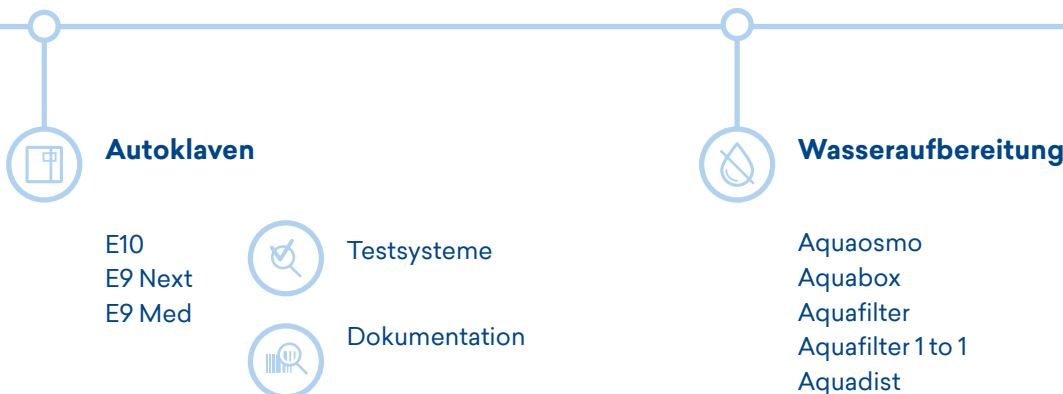 Autoklaven
E10
E9 Next
E9 Med
Testsysteme
Dokumentation
Wasseraufbereitung
Aquaosmo
Aquabox
Aquafilter
Aquafilter 1 to 1
Aquadist